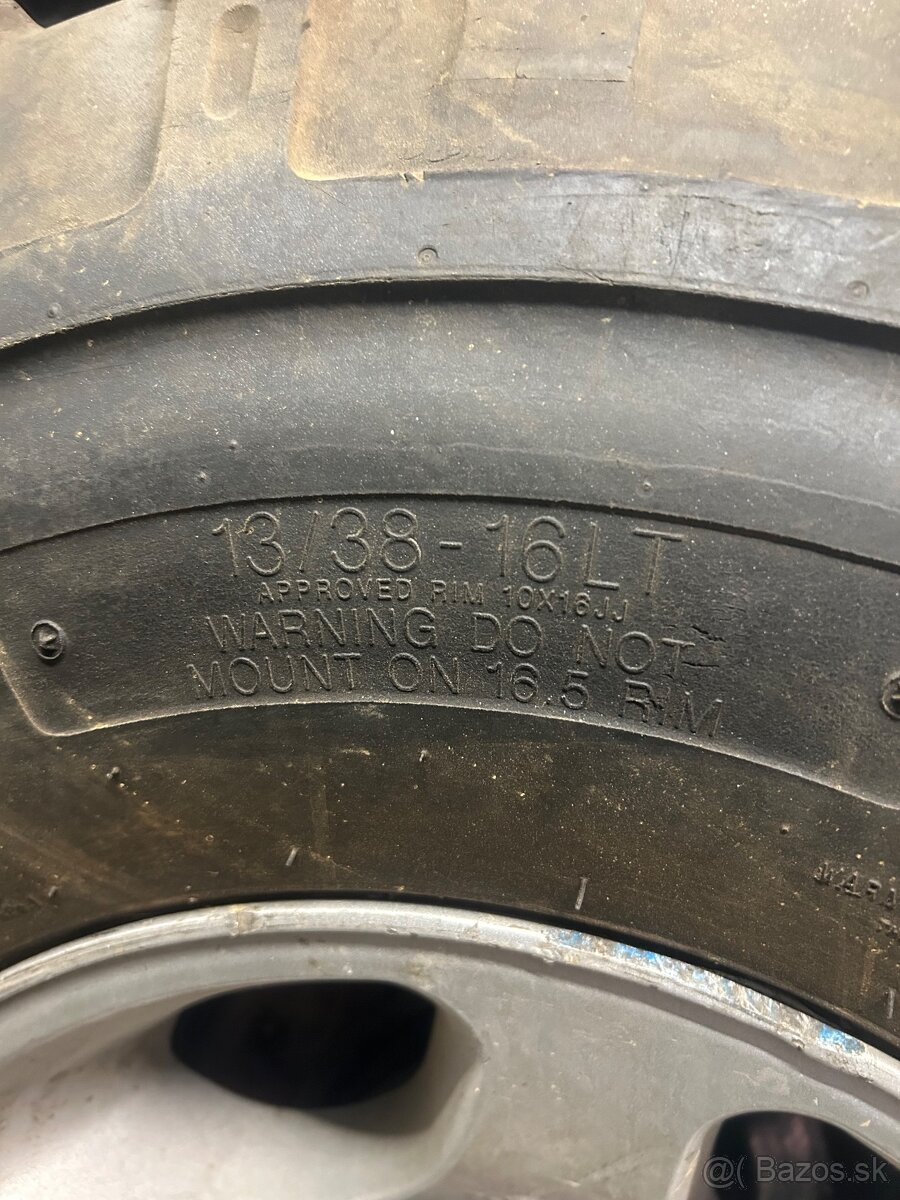 13/38-16LT
APPROVED RIM 10X16JJ
WARNING DO NOT
MOUNT ON 16.5 RIM
@( Bazos.sk